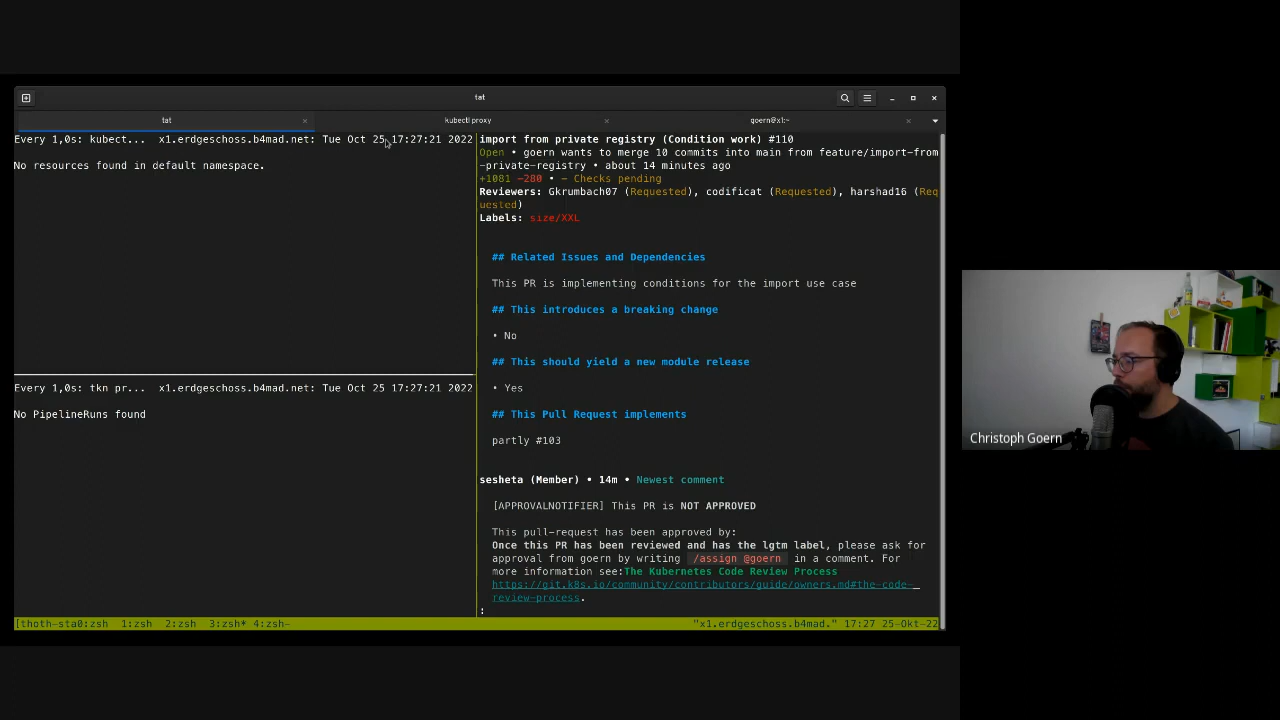 tat
tat
kubectl proxy
goern@x1:~
Every 1,0s: kubect... x1.erdgeschoss.b4mad.net: Tue Oct 25 17:27:21 2022
No resources found in default namespace.
Every 1,0s: tkn pr... x1.erdgeschoss.b4mad.net: Tue Oct 25 17:27:21 2022
No PipelineRuns found
import from private registry (Condition work) #110
Open • goern wants to merge 10 commits into main from feature/import-from
-private-registry • about 14 minutes ago
+1081 −280 • − Checks pending
Reviewers: Gkrumbach07 (Requested), codificat (Requested), harshad16 (Req
uested)
Labels: size/XXL
## Related Issues and Dependencies
This PR is implementing conditions for the import use case
## This introduces a breaking change
• No
## This should yield a new module release
• Yes
## This Pull Request implements
partly #103
sesheta (Member) • 14m • Newest comment
[APPROVALNOTIFIER] This PR is NOT APPROVED
This pull-request has been approved by:
Once this PR has been reviewed and has the lgtm label, please ask for
approval from goern by writing /assign @goern in a comment. For
more information see:The Kubernetes Code Review Process
https://git.k8s.io/community/contributors/guide/owners.md#the-code-
review-process.
:
[thoth-sta0:zsh 1:zsh 2:zsh 3:zsh* 4:zsh- "x1.erdgeschoss.b4mad." 17:27 25-Okt-22
Christoph Goern